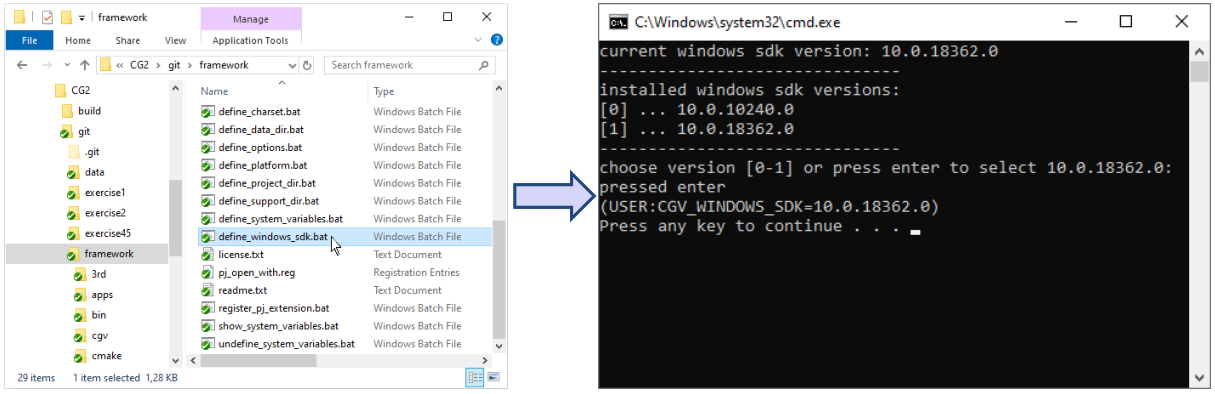 framework
Manage
File
Home
Share
View
Application Tools
« CG2 › git › framework
Search framework
CG2
build
git
.git
data
exercise1
exercise2
exercise45
framework
3rd
apps
bin
cgv
cmake
Name
Type
define_charset.bat Windows Batch File
define_data_dir.bat Windows Batch File
define_options.bat Windows Batch File
define_platform.bat Windows Batch File
define_project_dir.bat Windows Batch File
define_support_dir.bat Windows Batch File
define_system_variables.bat Windows Batch File
define_windows_sdk.bat Windows Batch File
license.txt Text Document
pj_open_with.reg Registration Entries
readme.txt Text Document
register_pj_extension.bat Windows Batch File
show_system_variables.bat Windows Batch File
undefine_system_variables.bat Windows Batch File
29 items
1 item selected 1,28 KB
C:\Windows\system32\cmd.exe
current windows sdk version: 10.0.18362.0
-------------------------------
installed windows sdk versions:
[0] ... 10.0.10240.0
[1] ... 10.0.18362.0
-------------------------------
choose version [0-1] or press enter to select 10.0.18362.0:
pressed enter
(USER:CGV_WINDOWS_SDK=10.0.18362.0)
Press any key to continue . . . _